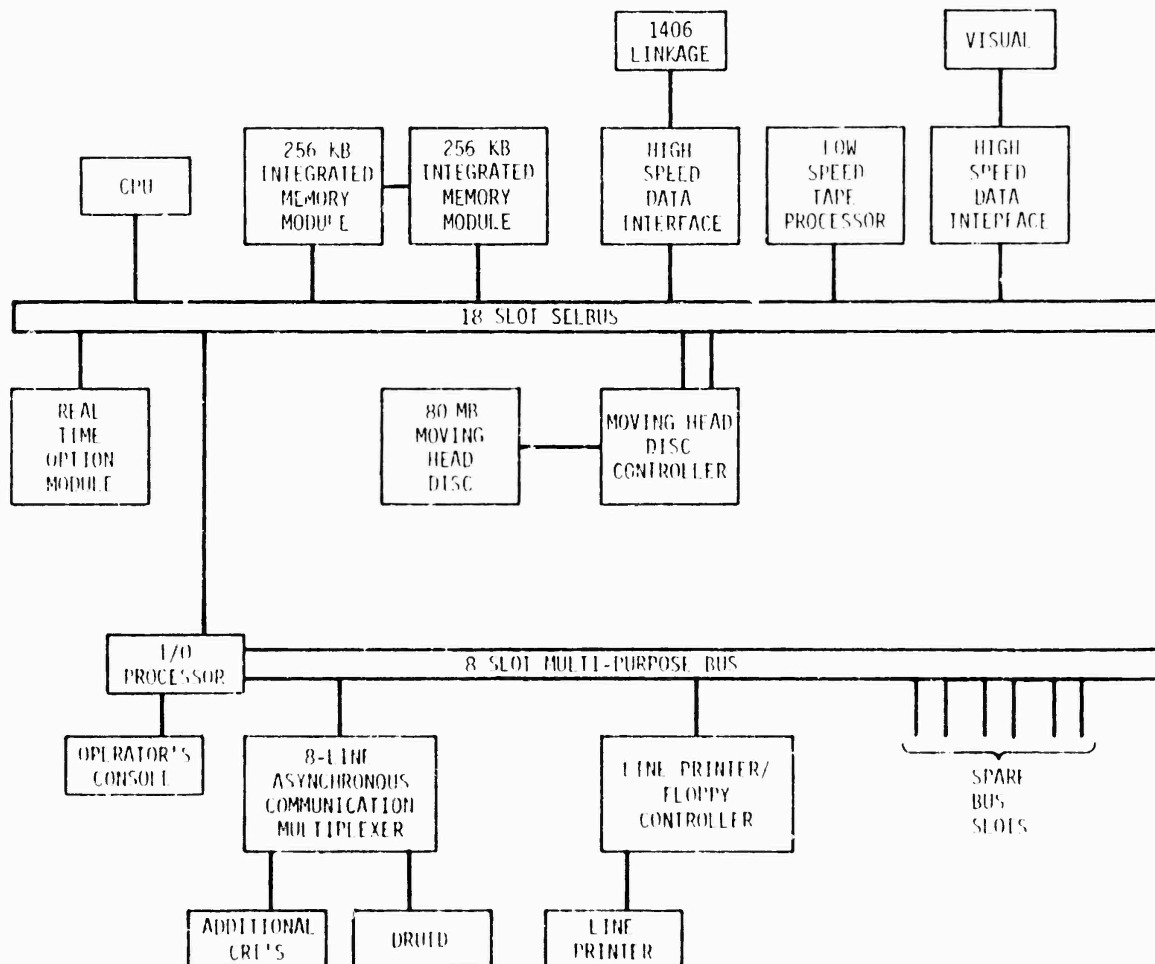 1406
LINKAGE
VISUAL
CPU
256 KB
INTEGRATED
MEMORY
MODULE
256 KB
INTEGRATED
MEMORY
MODULE
HIGH
SPEED
DATA
INTERFACE
LOW
SPEED
TAPE
PROCESSOR
HIGH
SPEED
DATA
INTERFACE
18 SLOT SELBUS
REAL
TIME
OPTION
MODULE
80 MB
MOVING
HEAD
DISC
MOVING HEAD
DISC
CONTROLLER
I/O
PROCESSOR
8 SLOT MULTI-PURPOSE BUS
OPERATOR'S
CONSOLE
8-LINE
ASYNCHRONOUS
COMMUNICATION
MULTIPLEXER
LINE PRINTER/
FLOPPY
CONTROLLER
SPARE
BUS
SLOTS
ADDITIONAL
CRT'S
DRUID
LINE
PRINTER